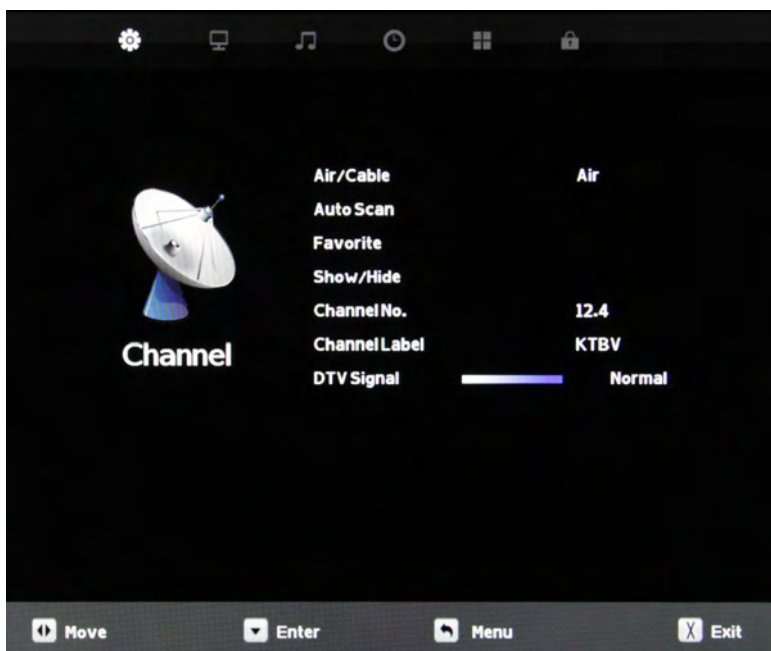 Air/Cable Air
Auto Scan
Favorite
Show/Hide
Channel No. 12.4
Channel Label KTBV
DTV Signal Normal
Channel
Move Enter Menu X Exit